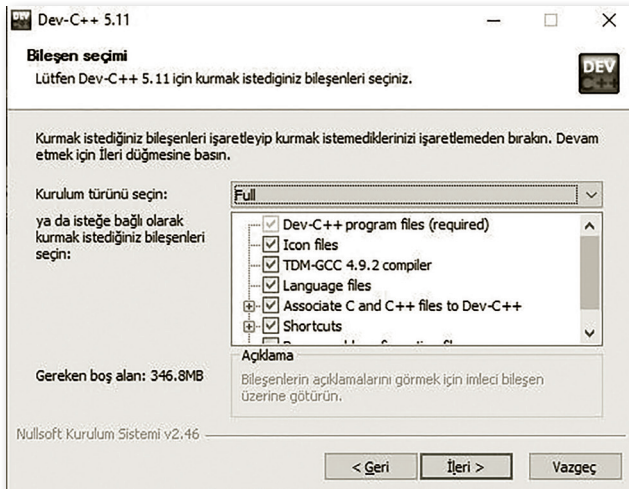 Dev-C++ 5.11
Bileşen seçimi
Lütfen Dev-C++ 5.11 için kurmak istediginiz bileşenleri seçiniz.
DEV
C++
Kurmak istediğiniz bileşenleri işaretleyip kurmak istemediklerinizi işaretlemeden bırakın. Devam
etmek için İleri düğmesine basın.
Kurulum türünü seçin:
Full
ya da isteğe bağlı olarak
kurmak istediğiniz bileşenleri
seçin:
Dev-C++ program files (required)
Icon files
TDM-GCC 4.9.2 compiler
Language files
Associate C and C++ files to Dev-C++
Shortcuts
Gereken boş alan: 346.8MB
Açıklama
Bileşenlerin açıklamalarını görmek için imleci bileşen
üzerine götürün.
Nullsoft Kurulum Sistemi v2.46
< Geri
İleri >
Vazgeç